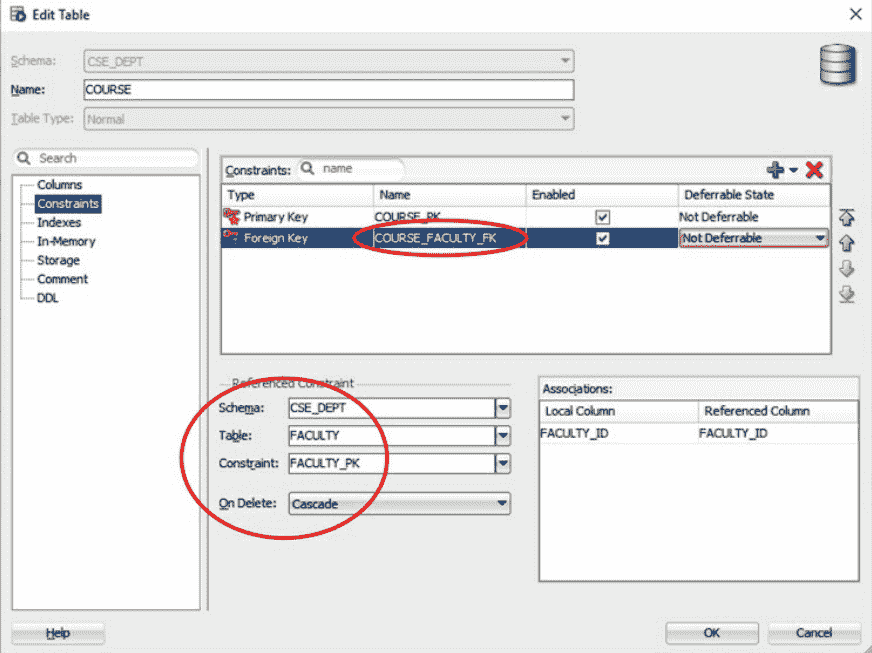 Edit Table
Schema: CSE_DEPT
Name: COURSE
Table Type: Normal
Search
Columns
Constraints
Indexes
In-Memory
Storage
Comment
DDL
Constraints: name
Type Name Enabled Deferrable State
Primary Key COURSE_PK Not Deferrable
Foreign Key COURSE_FACULTY_FK Not Deferrable
Referenced Constraint
Schema: CSE_DEPT
Table: FACULTY
Constraint: FACULTY_PK
On Delete: Cascade
Associations:
Local Column Referenced Column
FACULTY_ID FACULTY_ID
Help OK Cancel